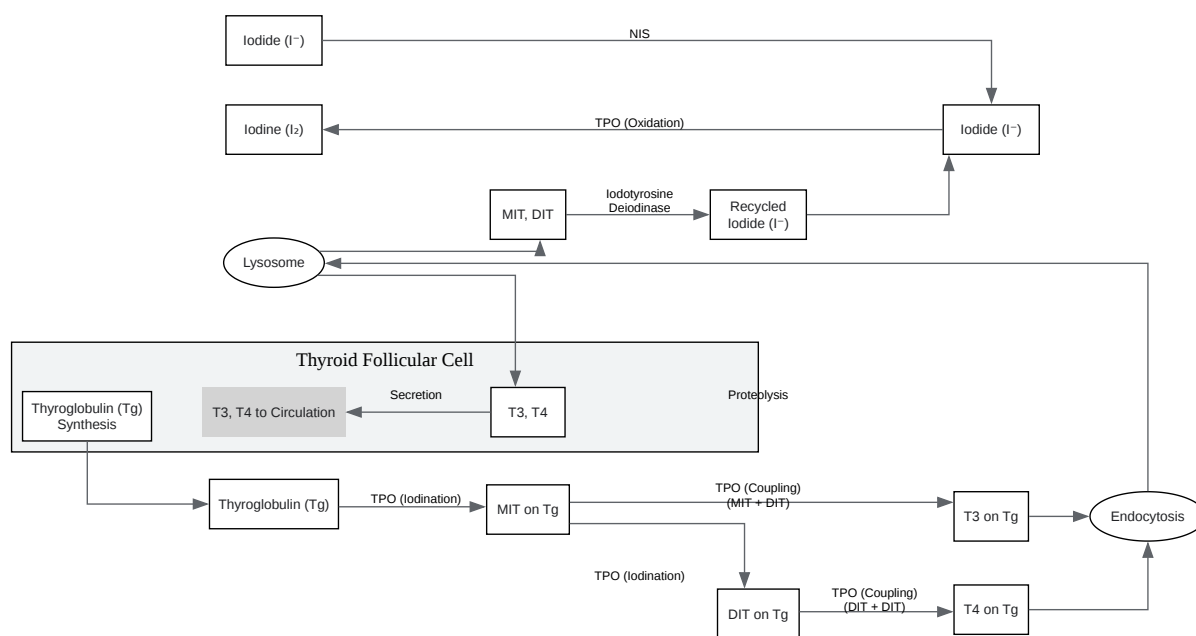 Iodide (I⁻)
NIS
Iodine (I₂)
TPO (Oxidation)
Iodide (I⁻)
MIT, DIT
Iodotyrosine
Deiodinase
Recycled
Iodide (I⁻)
Lysosome
Thyroid Follicular Cell
Thyroglobulin (Tg)
Synthesis
T3, T4 to Circulation
Secretion
T3, T4
Proteolysis
Thyroglobulin (Tg)
TPO (Iodination)
MIT on Tg
TPO (Coupling)
(MIT + DIT)
T3 on Tg
Endocytosis
TPO (Iodination)
DIT on Tg
TPO (Coupling)
(DIT + DIT)
T4 on Tg